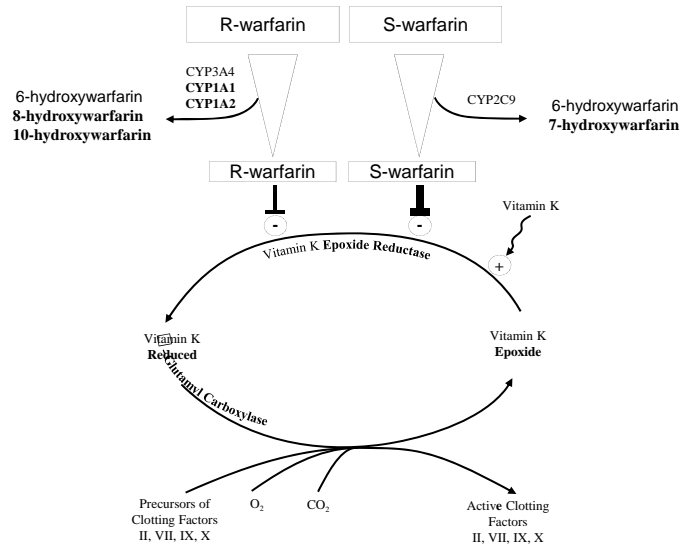 R-warfarin
S-warfarin
CYP3A4
CYP1A1
CYP1A2
6-hydroxywarfarin
8-hydroxywarfarin
10-hydroxywarfarin
CYP2C9
6-hydroxywarfarin
7-hydroxywarfarin
R-warfarin
S-warfarin
-
-
Vitamin K
+
Vitamin K Epoxide Reductase
Vitamin K
Reduced
Vitamin K
Epoxide
-Glutamyl Carboxylase
Precursors of
Clotting Factors
II, VII, IX, X
O₂
CO₂
Active Clotting
Factors
II, VII, IX, X